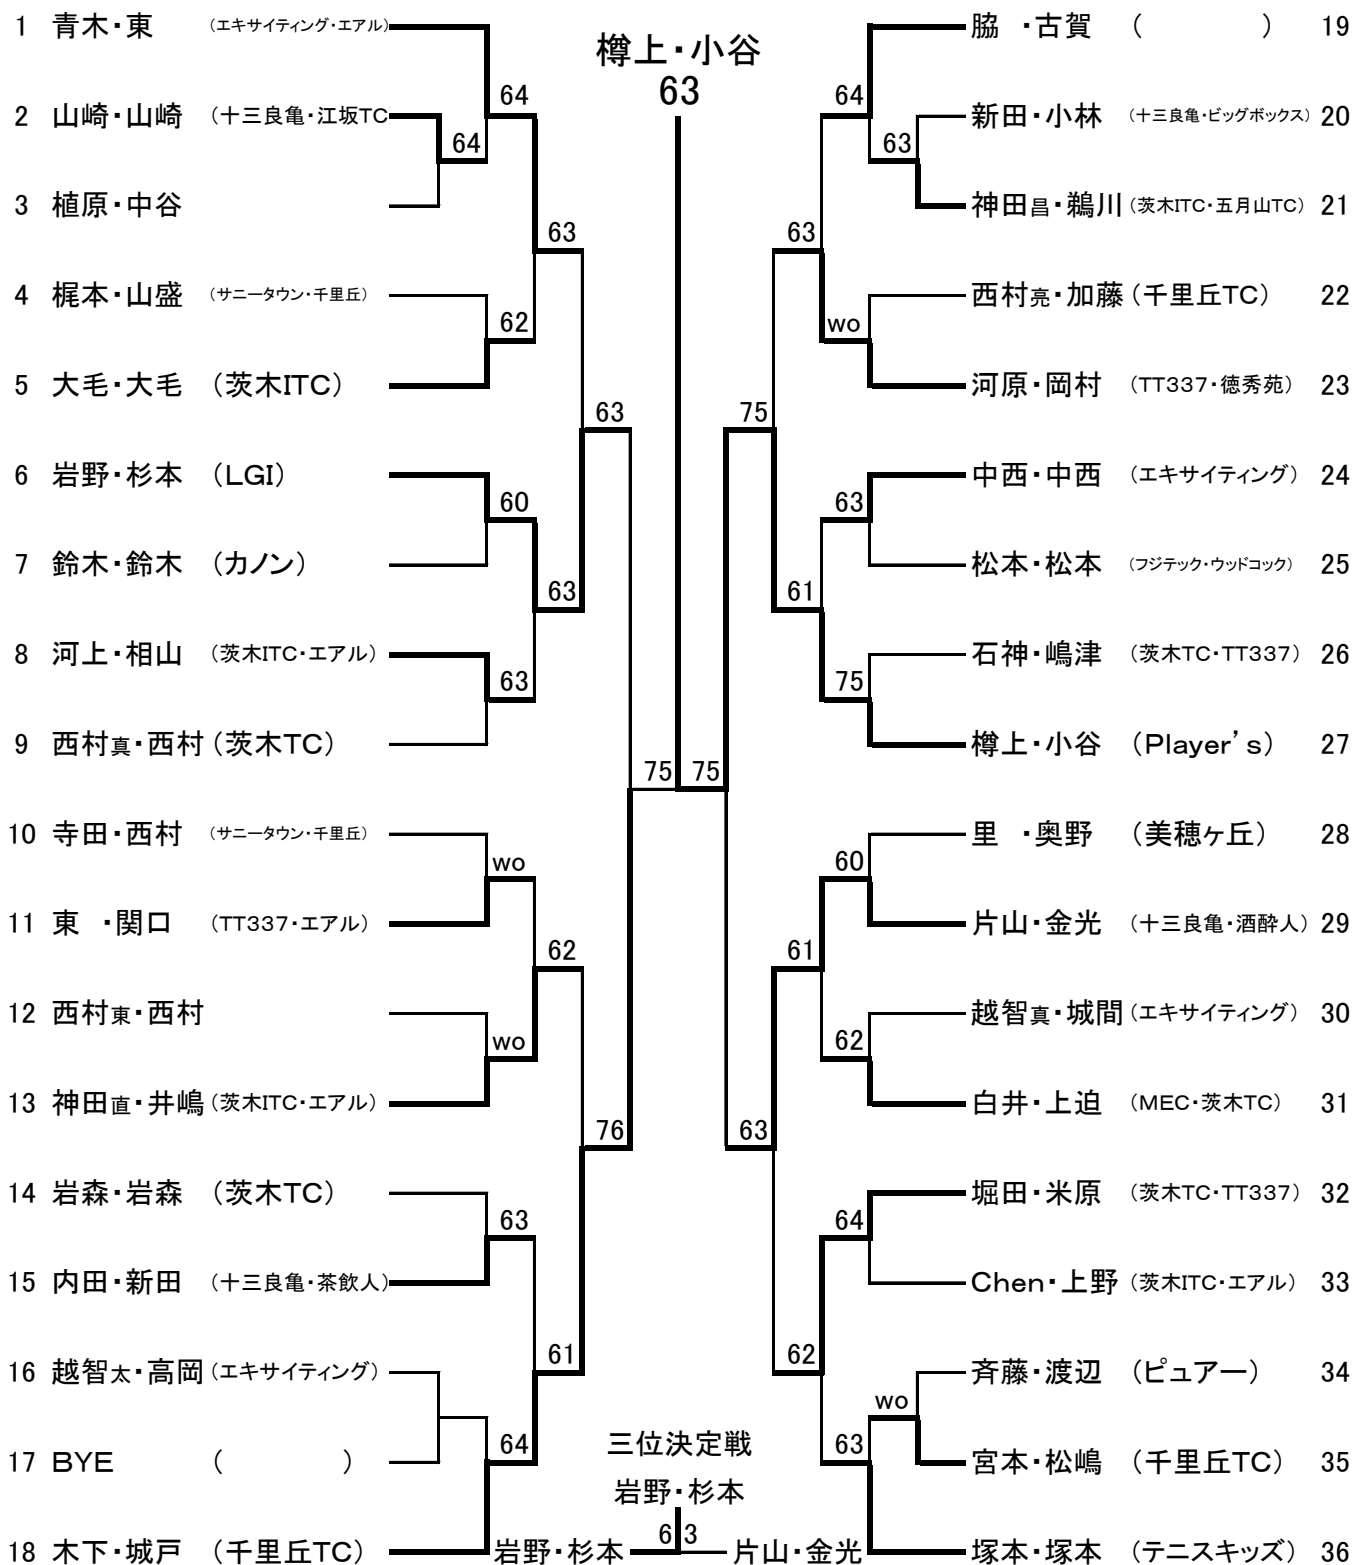 1 青木・東 (エキサイティング・エアル)
64
2 山崎・山崎 (十三良亀・江坂TC
64
3 植原・中谷
63
4 梶本・山盛 (サニータウン・千里丘)
62
5 大毛・大毛 (茨木ITC)
63
6 岩野・杉本 (LGI)
60
7 鈴木・鈴木 (カノン)
63
8 河上・相山 (茨木ITC・エアル)
63
9 西村真・西村 (茨木TC)
75
10 寺田・西村 (サニータウン・千里丘)
wo
11 東 ・関口 (TT337・エアル)
62
12 西村東・西村
wo
13 神田直・井嶋 (茨木ITC・エアル)
76
14 岩森・岩森 (茨木TC)
63
15 内田・新田 (十三良亀・茶飲人)
61
16 越智太・高岡 (エキサイティング)
64
17 BYE ( )
18 木下・城戸 (千里丘TC)
樽上・小谷
63
脇 ・古賀 ( ) 19
64
新田・小林 (十三良亀・ビッグボックス) 20
63
神田昌・鵜川 (茨木ITC・五月山TC) 21
63
西村亮・加藤 (千里丘TC) 22
wo
河原・岡村 (TT337・徳秀苑) 23
75
中西・中西 (エキサイティング) 24
63
松本・松本 (フジテック・ウッドコック) 25
61
石神・嶋津 (茨木TC・TT337) 26
75
樽上・小谷 (Player's) 27
75
里 ・奥野 (美穂ヶ丘) 28
60
片山・金光 (十三良亀・酒酔人) 29
61
越智真・城間 (エキサイティング) 30
62
白井・上迫 (MEC・茨木TC) 31
63
堀田・米原 (茨木TC・TT337) 32
64
Chen・上野 (茨木ITC・エアル) 33
62
斉藤・渡辺 (ピュアー) 34
wo
63
宮本・松嶋 (千里丘TC) 35
塚本・塚本 (テニスキッズ) 36
三位決定戦
岩野・杉本
6 3
岩野・杉本 片山・金光